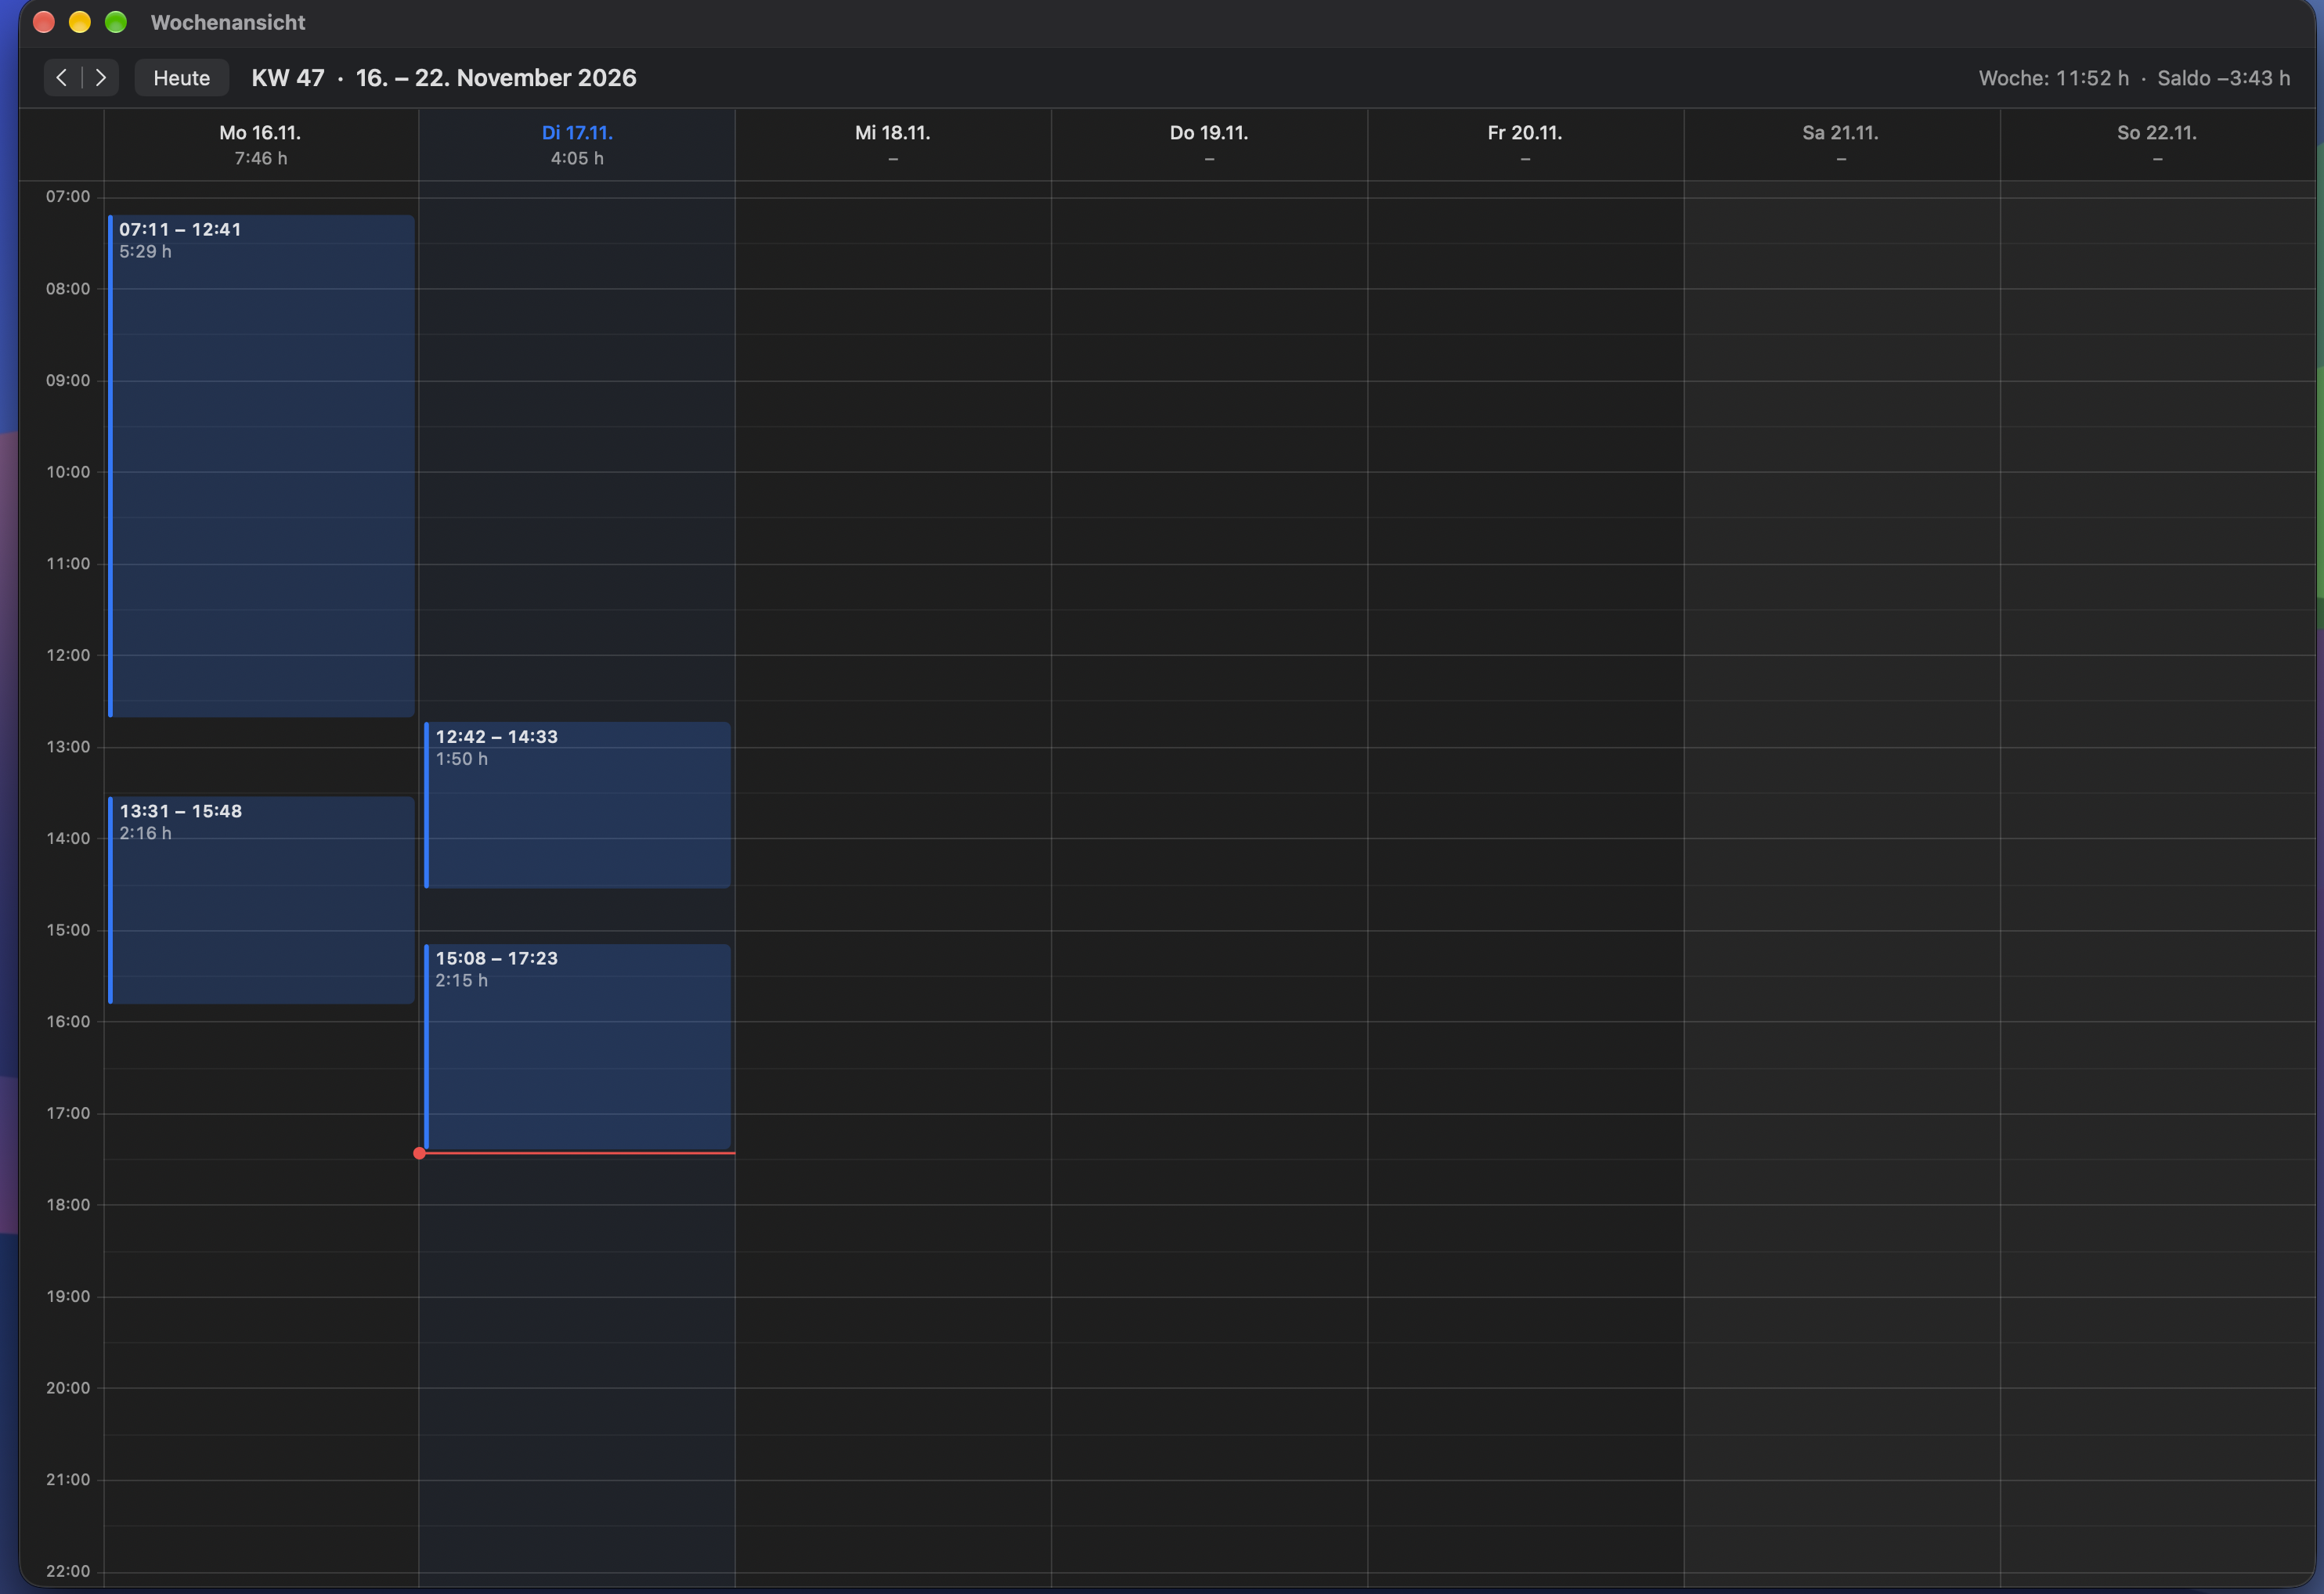 Wochenansicht
Heute KW 47 · 16. – 22. November 2026 Woche: 11:52 h · Saldo −3:43 h
Mo 16.11. Di 17.11. Mi 18.11. Do 19.11. Fr 20.11. Sa 21.11. So 22.11.
7:46 h 4:05 h – – – – –
07:00
07:11 – 12:41
5:29 h
08:00
09:00
10:00
11:00
12:00
12:42 – 14:33
13:00
1:50 h
13:31 – 15:48
2:16 h
14:00
15:00
15:08 – 17:23
2:15 h
16:00
17:00
18:00
19:00
20:00
21:00
22:00